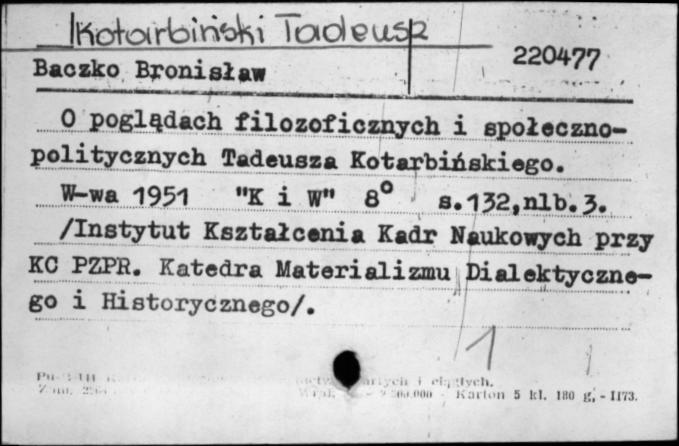 Kotarbiński Tadeusz
220477
Baczko Bronisław
O poglądach filozoficznych i społeczno-
politycznych Tadeusza Kotarbińskiego.
W-wa 1951 "K i W" 8° s.132,nlb.3.
/Instytut Kształcenia Kadr Naukowych przy
KC PZPR. Katedra Materializmu Dialektyczne-
go i Historycznego/.
1
i ciągłych.
Karton 5 kl. 180 g, - 1173.